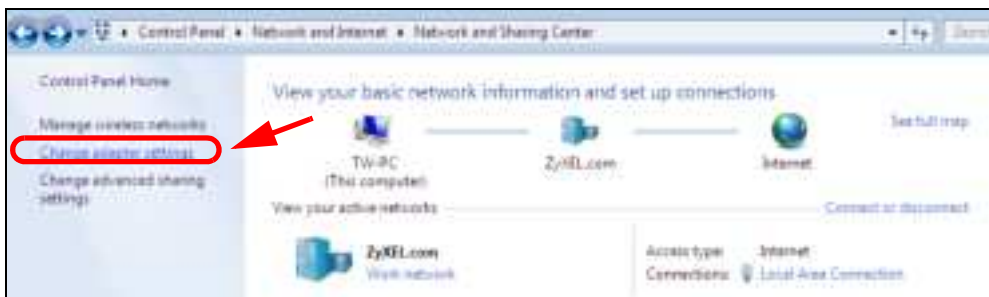 Control Panel ▸ Network and Internet ▸ Network and Sharing Center
Control Panel Home
Manage wireless networks
Change adapter settings
Change advanced sharing
settings
View your basic network information and set up connections
See full map
TW-PC
(This computer)
ZyXEL.com
Internet
View your active networks
Connect or disconnect
ZyXEL.com
Work network
Access type: Internet
Connections: Local Area Connection